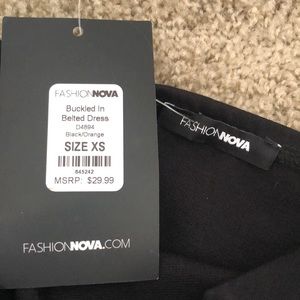 FASHIONNOVA
Buckled In
Belted Dress
D4894
Black/Orange
SIZE XS
845242
MSRP: $29.99
FASHIONNOVA.COM
FASHIONNOVA